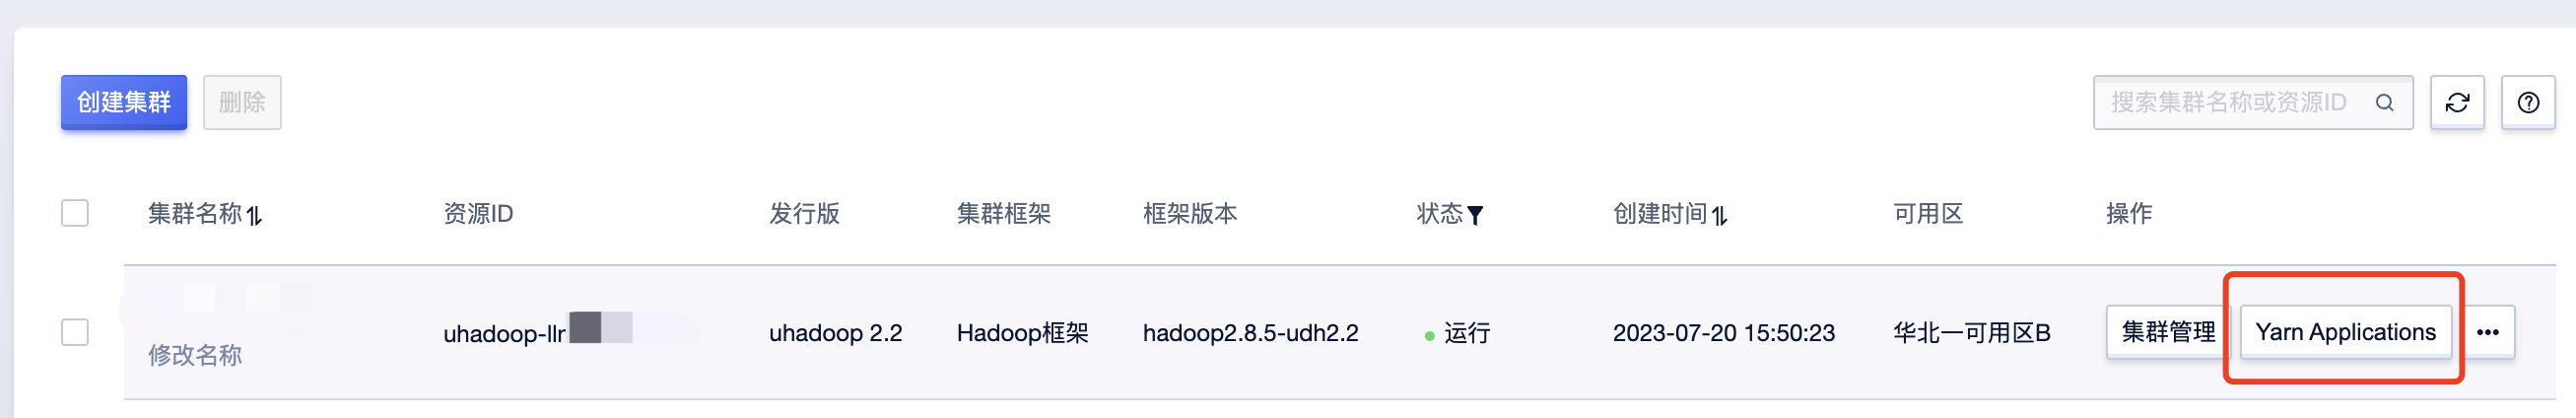 创建集群 删除 搜索集群名称或资源ID
集群名称 资源ID 发行版 集群框架 框架版本 状态 创建时间 可用区 操作
uhadoop-llr uhadoop 2.2 Hadoop框架 hadoop2.8.5-udh2.2 运行 2023-07-20 15:50:23 华北一可用区B 集群管理 Yarn Applications
修改名称